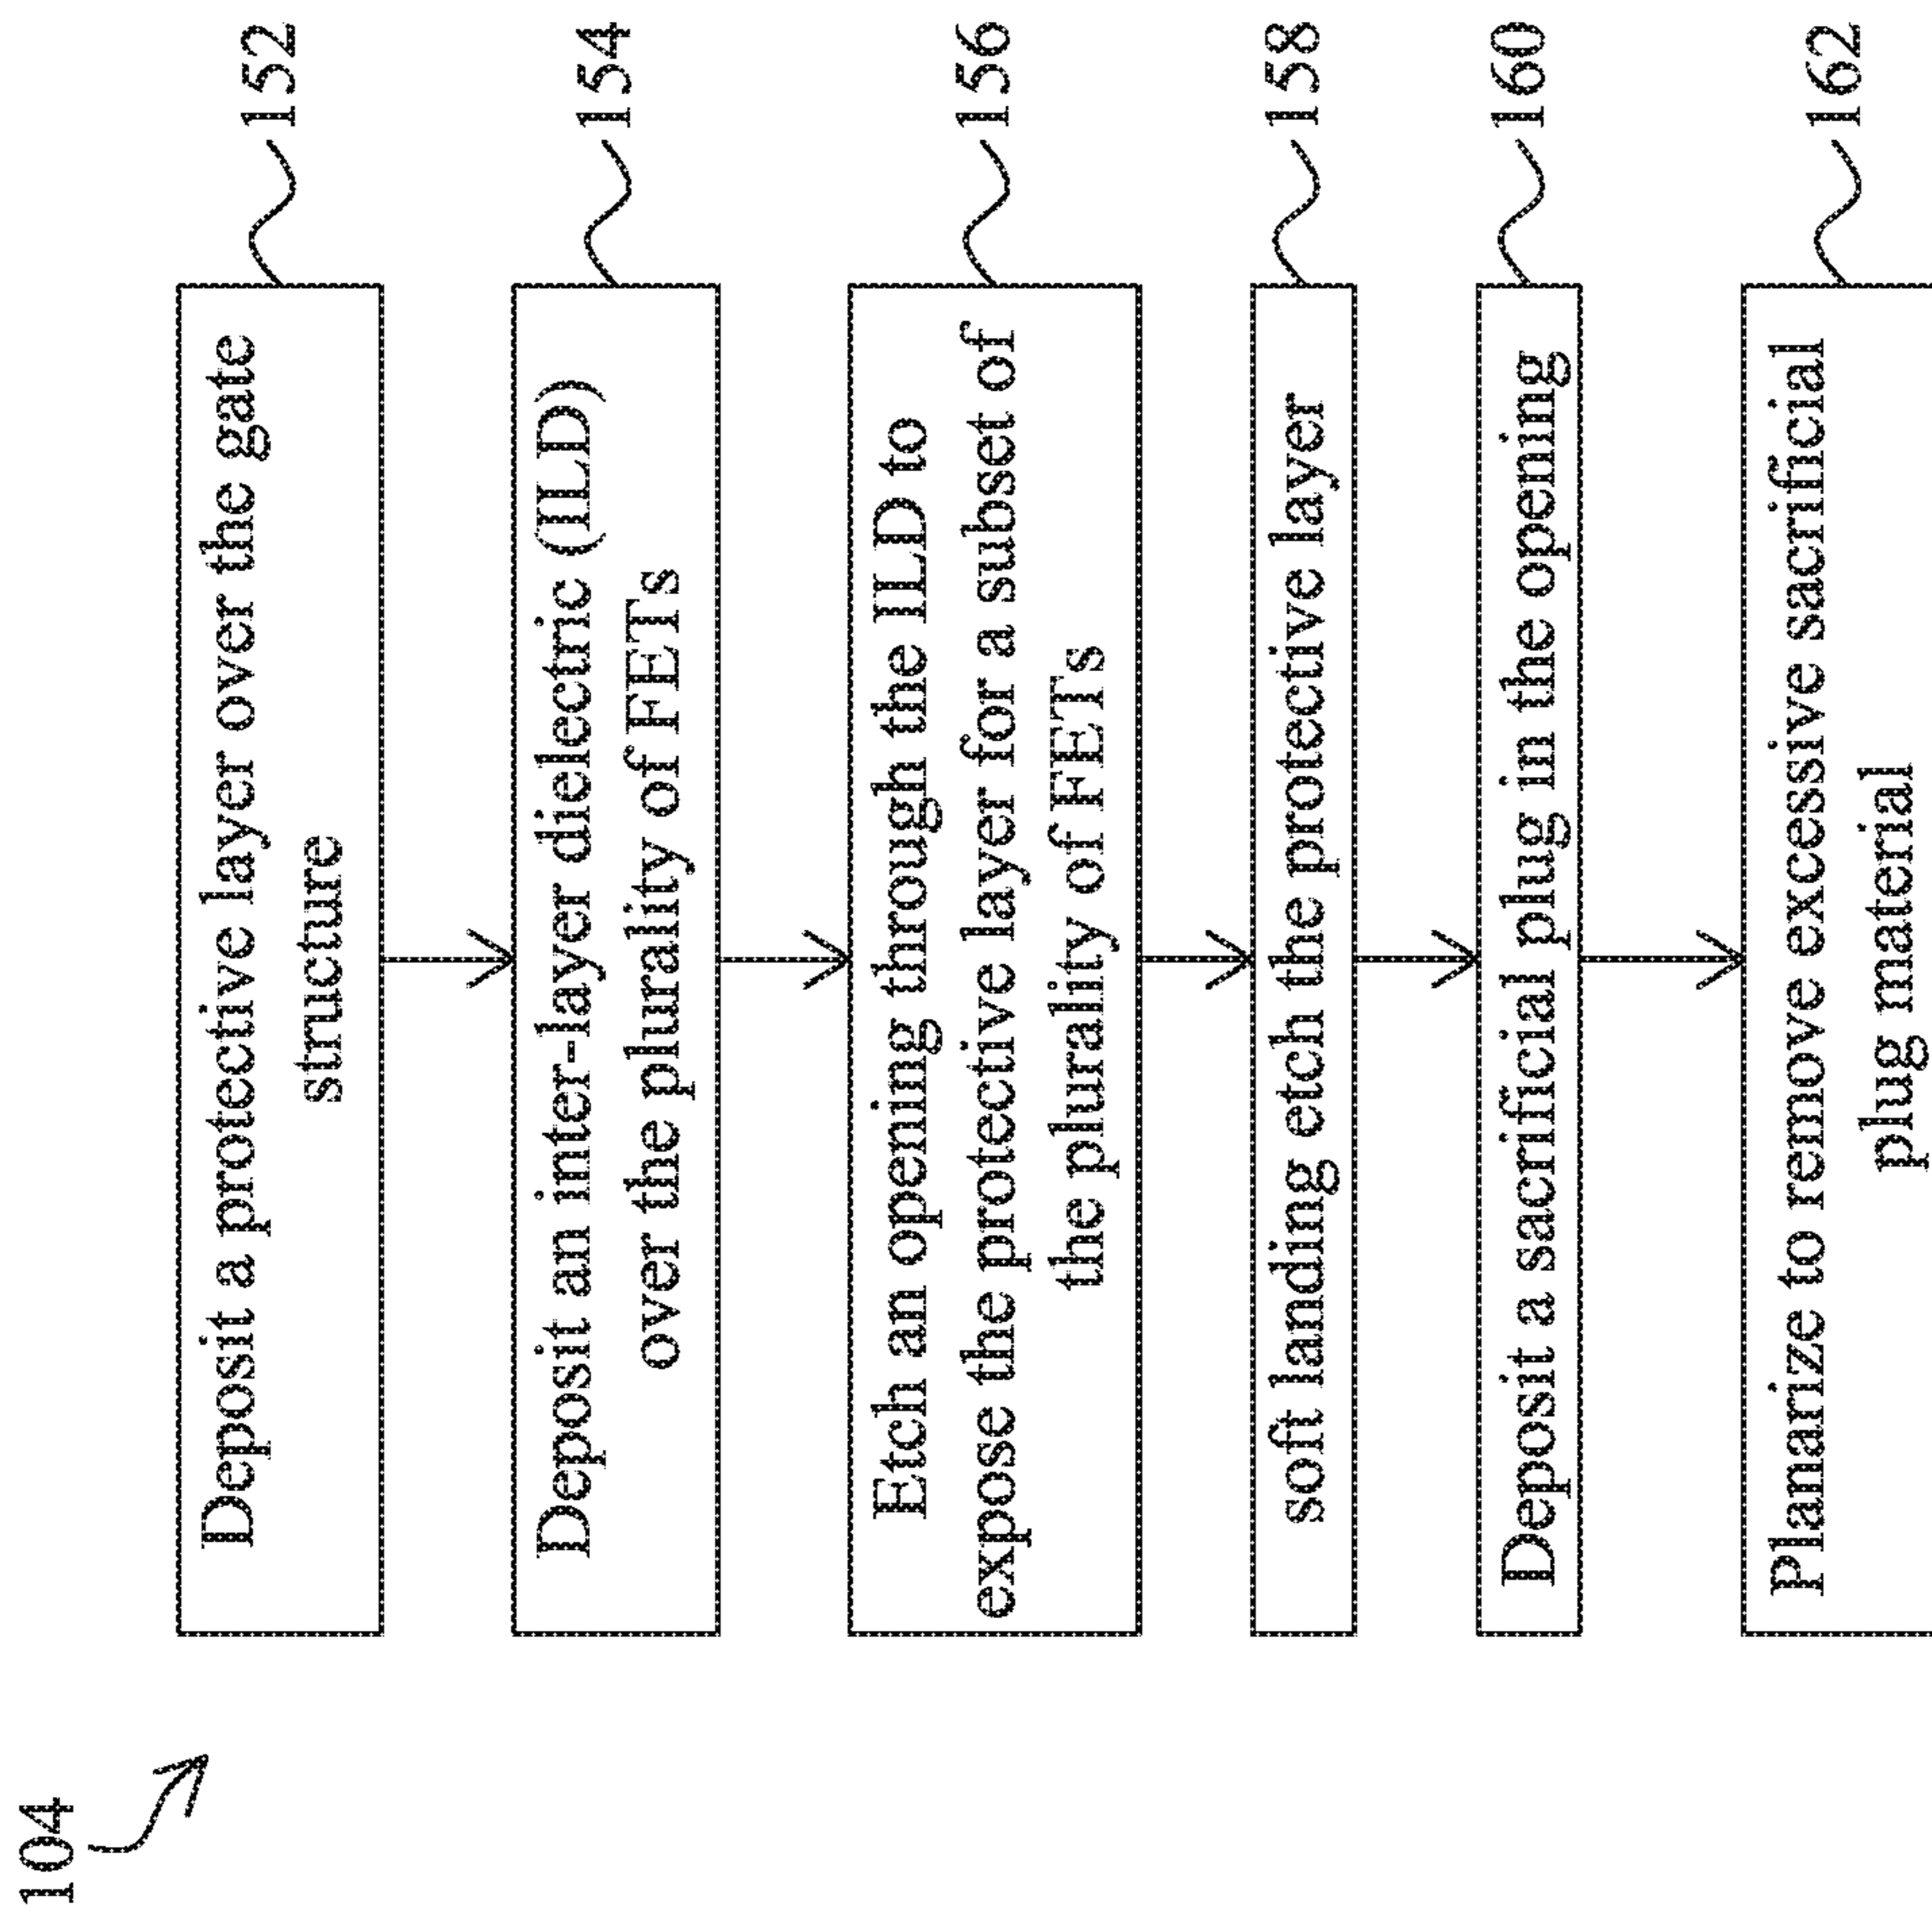 104
Deposit a protective layer over the gate
structure
152
Deposit an inter-layer dielectric (ILD)
over the plurality of FETs
154
Etch an opening through the ILD to
expose the protective layer for a subset of
the plurality of FETs
156
soft landing etch the protective layer
158
Deposit a sacrificial plug in the opening
160
Planarize to remove excessive sacrificial
plug material
162